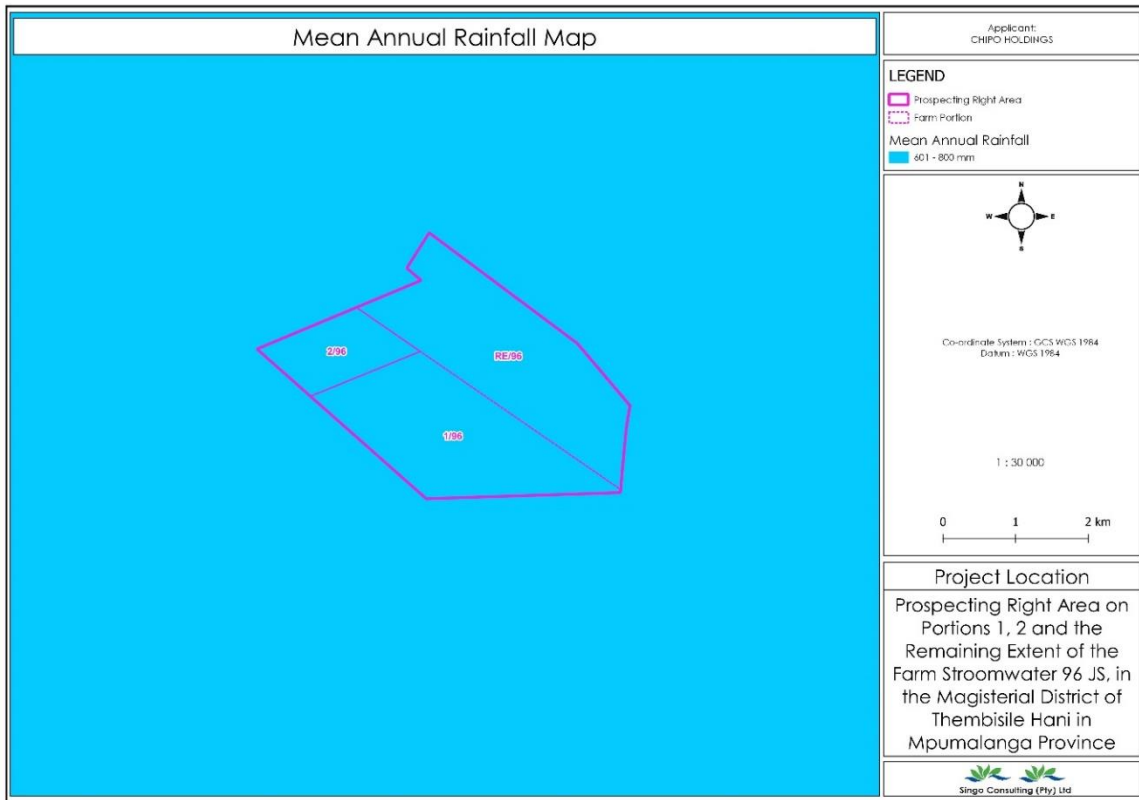 Mean Annual Rainfall Map
2/96
RE/96
1/96
Applicant:
CHIPO HOLDINGS
LEGEND
Prospecting Right Area
Farm Portion
Mean Annual Rainfall
601 - 800 mm
N
W E
S
Co-ordinate System : GCS WGS 1984
Datum : WGS 1984
1 : 30 000
0 1 2 km
Project Location
Prospecting Right Area on
Portions 1, 2 and the
Remaining Extent of the
Farm Stroomwater 96 JS, in
the Magisterial District of
Thembisile Hani in
Mpumalanga Province
Singo Consulting (Pty) Ltd